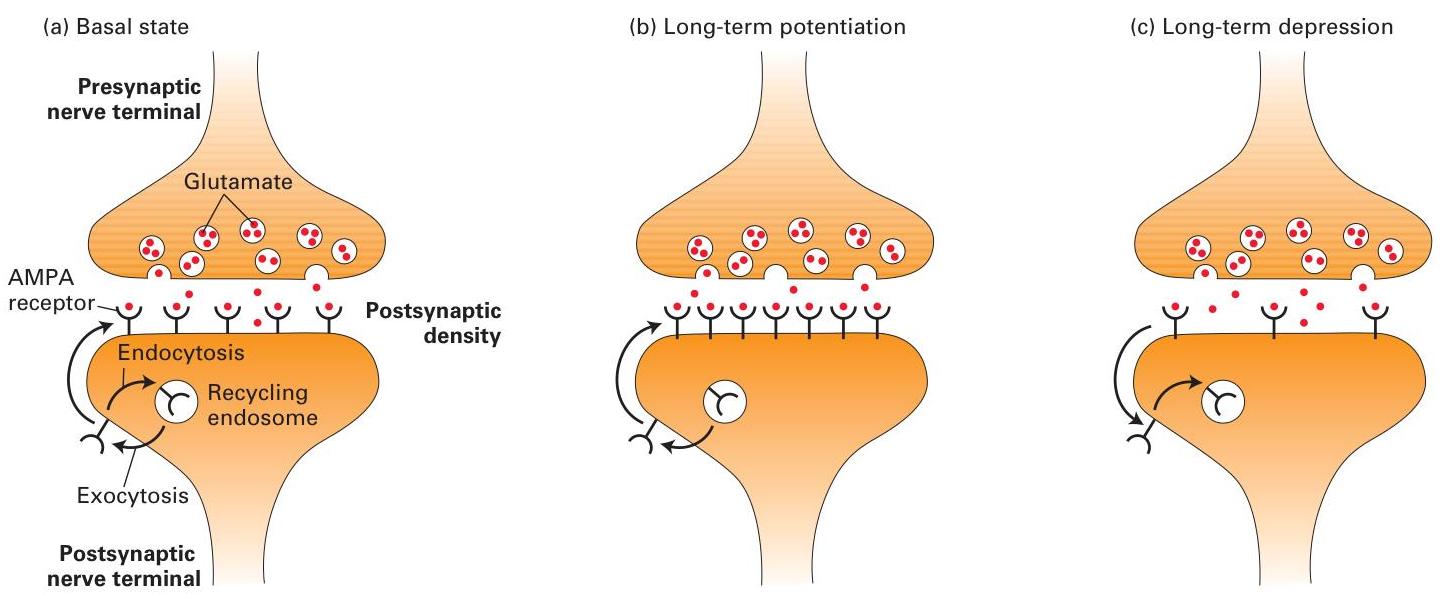 (a) Basal state
(b) Long-term potentiation
(c) Long-term depression
Presynaptic
nerve terminal
Glutamate
AMPA
receptor
Postsynaptic
density
Endocytosis
Recycling
endosome
Exocytosis
Postsynaptic
nerve terminal